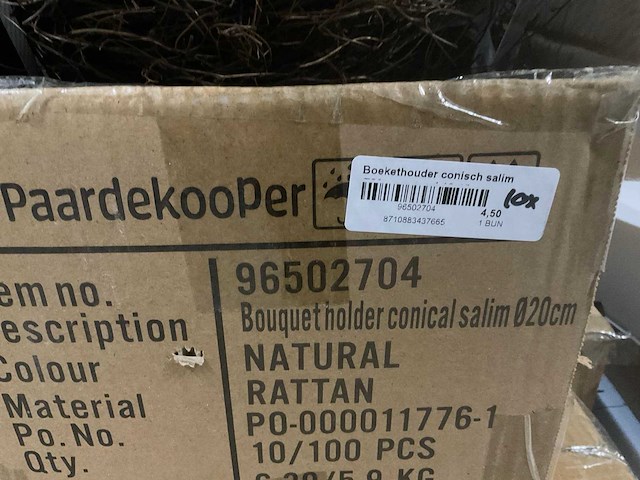 Paardekooper
Boekethouder conisch salim
96502704
8710883437665
4,50
1 BUN
10x
em no. 96502704
escription Bouquet holder conical salim Ø20cm
Colour NATURAL
Material RATTAN
Po. No. PO-000011776-1
Qty. 10/100 PCS